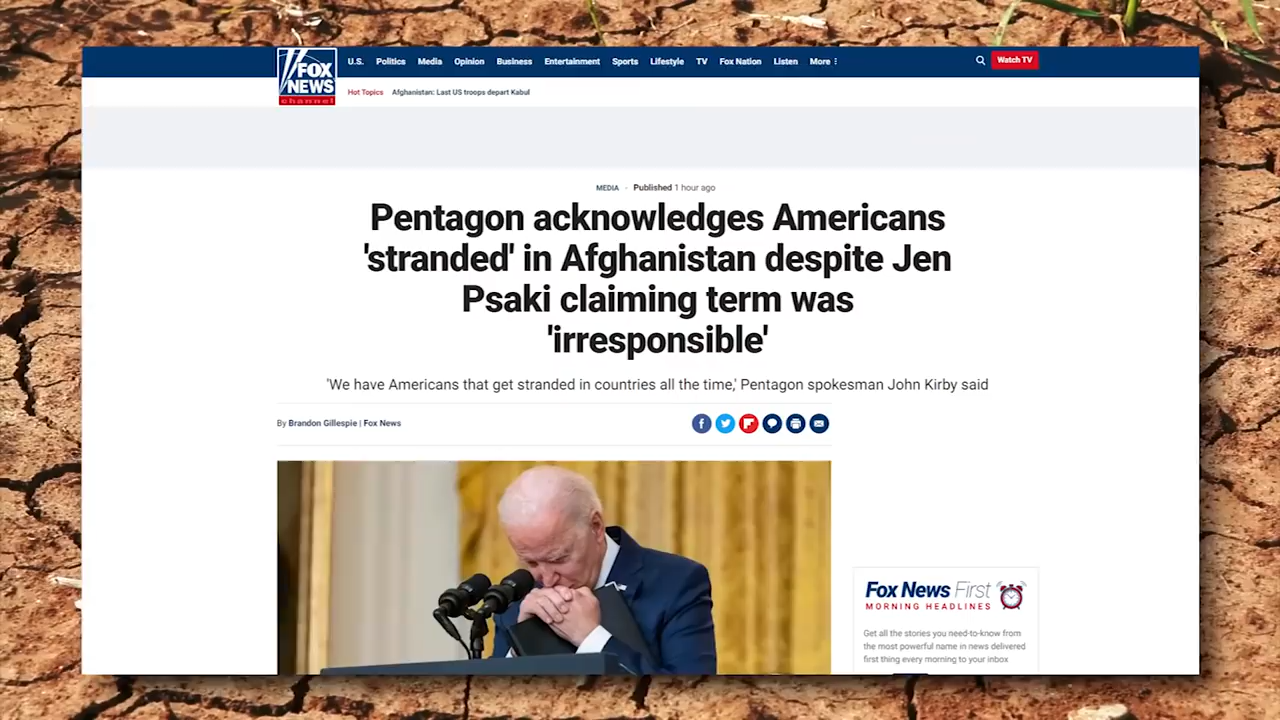 FOX
NEWS
channel
U.S. Politics Media Opinion Business Entertainment Sports Lifestyle TV Fox Nation Listen More
Watch TV
Hot Topics Afghanistan: Last US troops depart Kabul
MEDIA · Published 1 hour ago
Pentagon acknowledges Americans
'stranded' in Afghanistan despite Jen
Psaki claiming term was
'irresponsible'
'We have Americans that get stranded in countries all the time,' Pentagon spokesman John Kirby said
By Brandon Gillespie | Fox News
Fox News First
MORNING HEADLINES
Get all the stories you need-to-know from
the most powerful name in news delivered
first thing every morning to your inbox